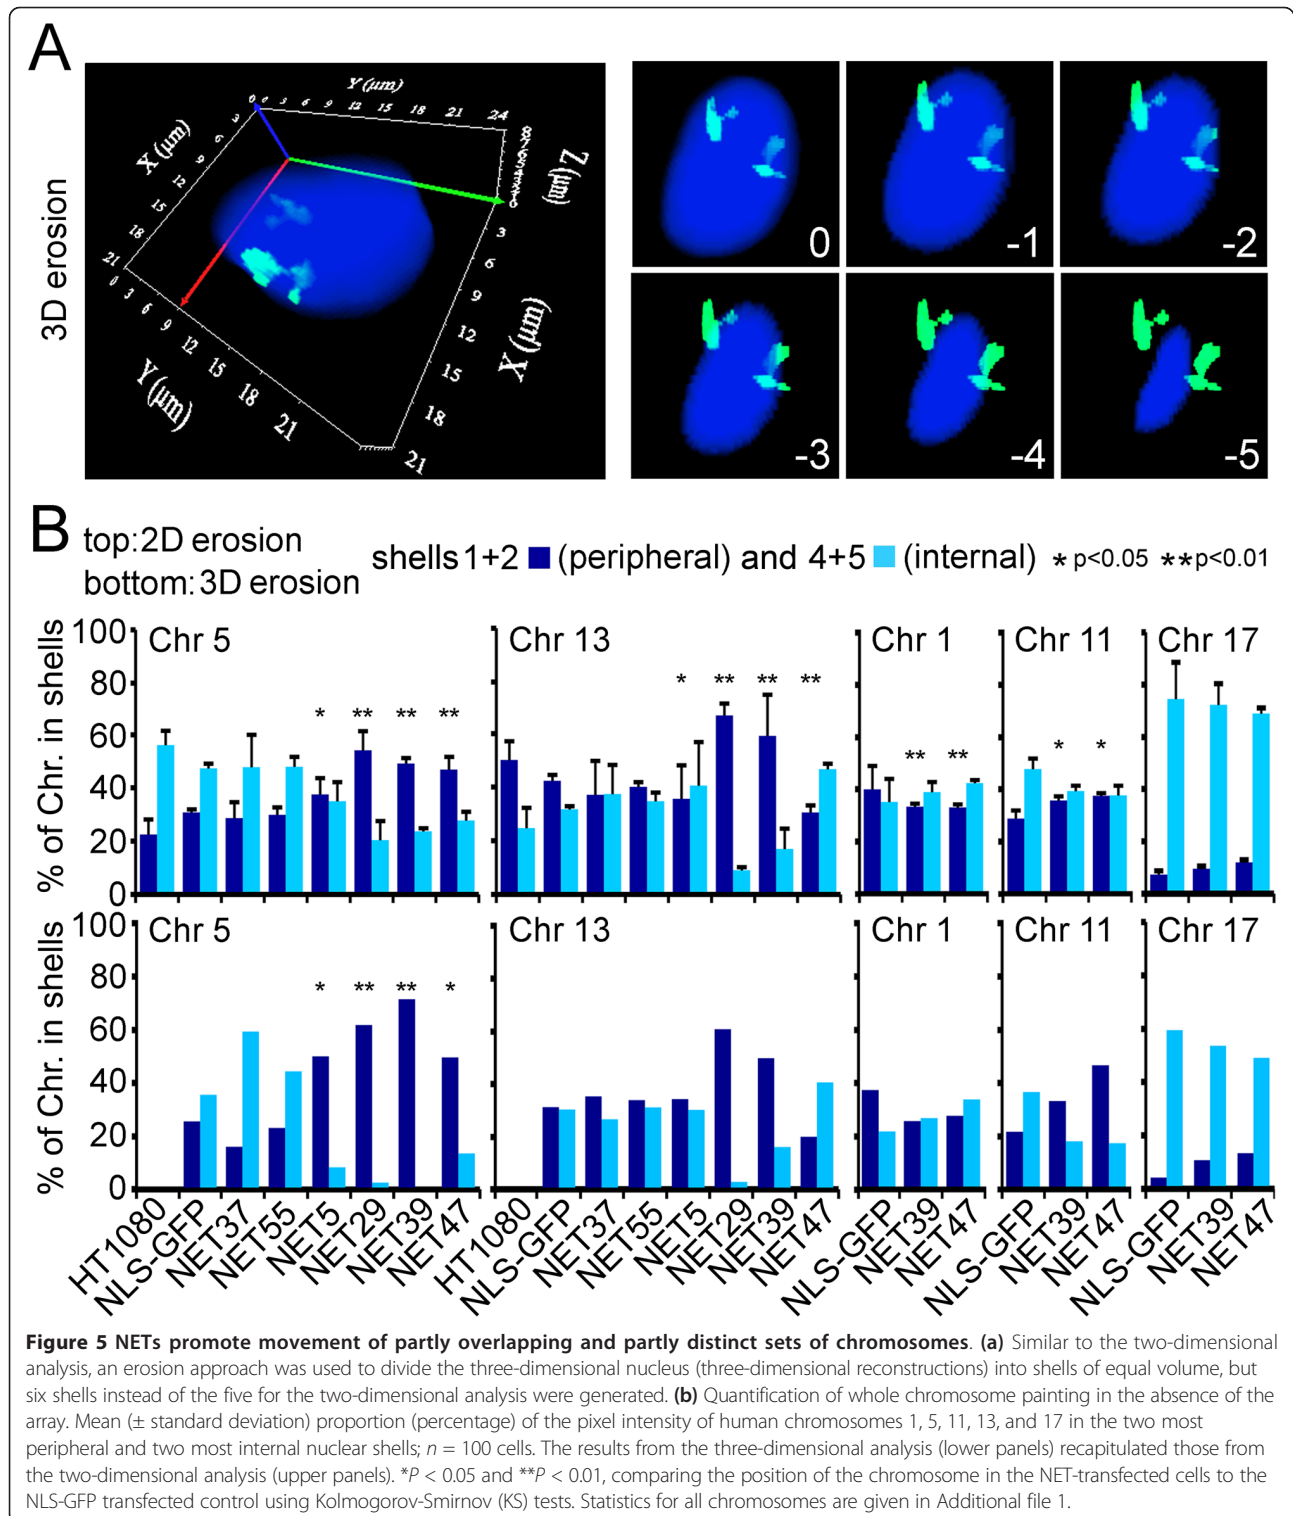 A
3D erosion
Y (µm)
0 0 3 6 9 12 15 18 21 24
X (µm)
3 6 9 12 15 18 21
Z (µm)
0 3 6 9 12 15 18 21
Y (µm)
3 6 9 12 15 18 21
X (µm)
0 -1 -2
-3 -4 -5
B
top: 2D erosion
bottom: 3D erosion
shells 1+2 (peripheral) and 4+5 (internal) * p<0.05 **p<0.01
% of Chr. in shells
100
80
60
40
20
0
Chr 5 Chr 13 Chr 1 Chr 11 Chr 17
* ** ** ** * ** ** ** ** ** * *
% of Chr. in shells
100
80
60
40
20
0
Chr 5 Chr 13 Chr 1 Chr 11 Chr 17
* ** ** *
HT1080 NLS-GFP NET37 NET55 NET5 NET29 NET39 NET47
HT1080 NLS-GFP NET37 NET55 NET5 NET29 NET39 NET47
NLS-GFP NET39 NET47
NLS-GFP NET39 NET47
NLS-GFP NET39 NET47
Figure 5 NETs promote movement of partly overlapping and partly distinct sets of chromosomes. (a) Similar to the two-dimensional
analysis, an erosion approach was used to divide the three-dimensional nucleus (three-dimensional reconstructions) into shells of equal volume, but
six shells instead of the five for the two-dimensional analysis were generated. (b) Quantification of whole chromosome painting in the absence of the
array. Mean (± standard deviation) proportion (percentage) of the pixel intensity of human chromosomes 1, 5, 11, 13, and 17 in the two most
peripheral and two most internal nuclear shells; n = 100 cells. The results from the three-dimensional analysis (lower panels) recapitulated those from
the two-dimensional analysis (upper panels). *P < 0.05 and **P < 0.01, comparing the position of the chromosome in the NET-transfected cells to the
NLS-GFP transfected control using Kolmogorov-Smirnov (KS) tests. Statistics for all chromosomes are given in Additional file 1.